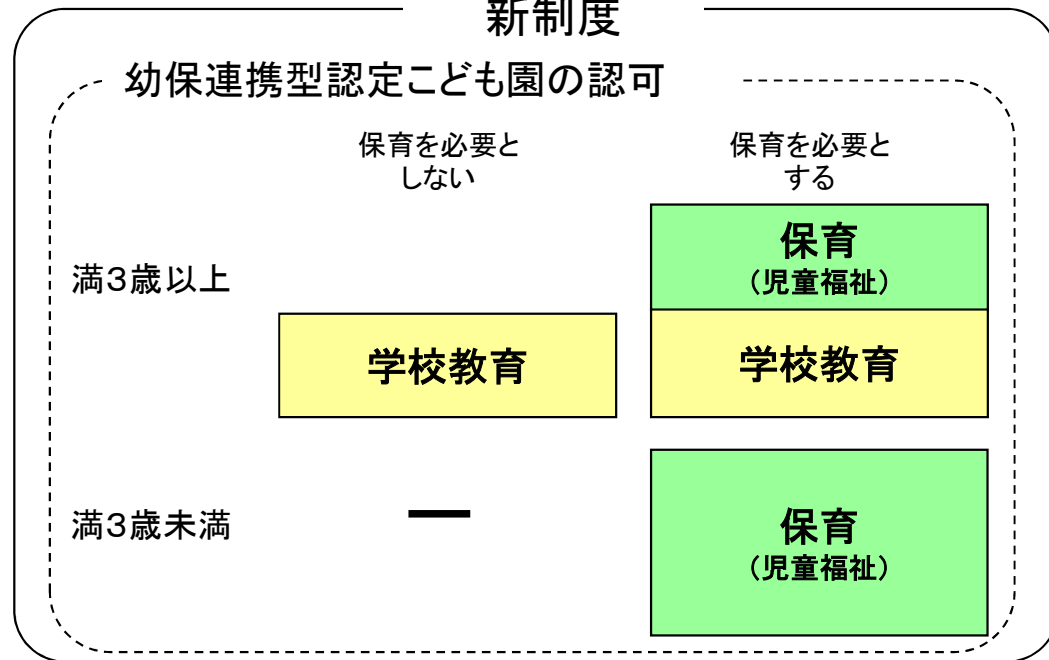 新制度
幼保連携型認定こども園の認可
保育を必要と
しない
保育を必要と
する
満３歳以上
保育
（児童福祉）
学校教育
学校教育
満３歳未満
ー
保育
（児童福祉）